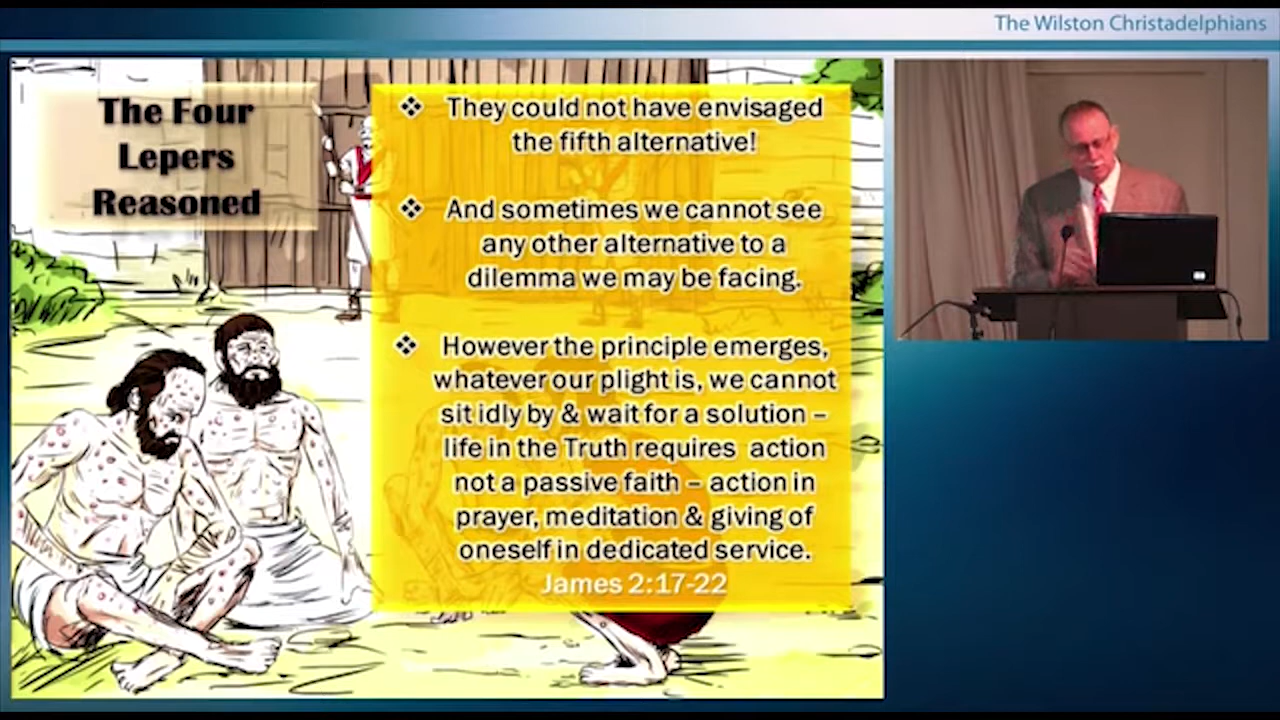 The Wilston Christadelphians
The Four
Lepers
Reasoned
❖ They could not have envisaged
the fifth alternative!
❖ And sometimes we cannot see
any other alternative to a
dilemma we may be facing.
❖ However the principle emerges,
whatever our plight is, we cannot
sit idly by & wait for a solution –
life in the Truth requires action
not a passive faith – action in
prayer, meditation & giving of
oneself in dedicated service.
James 2:17-22